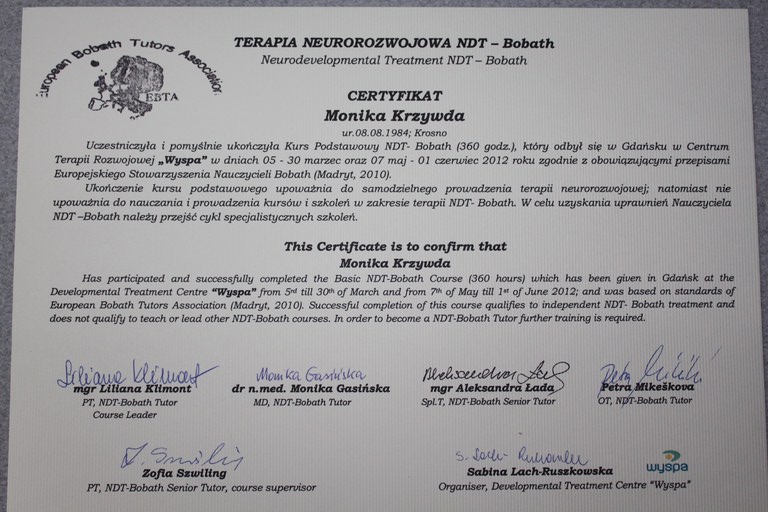 European Bobath Tutors Association
EBTA
TERAPIA NEUROROZWOJOWA NDT – Bobath
Neurodevelopmental Treatment NDT – Bobath
CERTYFIKAT
Monika Krzywda
ur.08.08.1984; Krosno
Uczestniczyła i pomyślnie ukończyła Kurs Podstawowy NDT- Bobath (360 godz.), który odbył się w Gdańsku w Centrum
Terapii Rozwojowej „Wyspa" w dniach 05 - 30 marzec oraz 07 maj - 01 czerwiec 2012 roku zgodnie z obowiązującymi przepisami
Europejskiego Stowarzyszenia Nauczycieli Bobath (Madryt, 2010).
Ukończenie kursu podstawowego upoważnia do samodzielnego prowadzenia terapii neurorozwojowej; natomiast nie
upoważnia do nauczania i prowadzenia kursów i szkoleń w zakresie terapii NDT- Bobath. W celu uzyskania uprawnień Nauczyciela
NDT –Bobath należy przejść cykl specjalistycznych szkoleń.
This Certificate is to confirm that
Monika Krzywda
Has participated and successfully completed the Basic NDT-Bobath Course (360 hours) which has been given in Gdańsk at the
Developmental Treatment Centre "Wyspa" from 5rd till 30th of March and from 7th of May till 1st of June 2012; and was based on standards of
European Bobath Tutors Association (Madryt, 2010). Successful completion of this course qualifies to independent NDT- Bobath treatment and
does not qualify to teach or lead other NDT-Bobath courses. In order to become a NDT-Bobath Tutor further training is required.
Liliana Klimont Monika Gasińska
mgr Liliana Klimont dr n.med. Monika Gasińska mgr Aleksandra Łada Petra Mikeškova
PT, NDT-Bobath Tutor MD, NDT-Bobath Tutor Spl.T, NDT-Bobath Senior Tutor OT, NDT-Bobath Tutor
Course Leader
Z. Szwiling S. Lach-Ruszkowska
Zofia Szwiling Sabina Lach-Ruszkowska wyspa
PT, NDT-Bobath Senior Tutor, course supervisor Organiser, Developmental Treatment Centre "Wyspa"